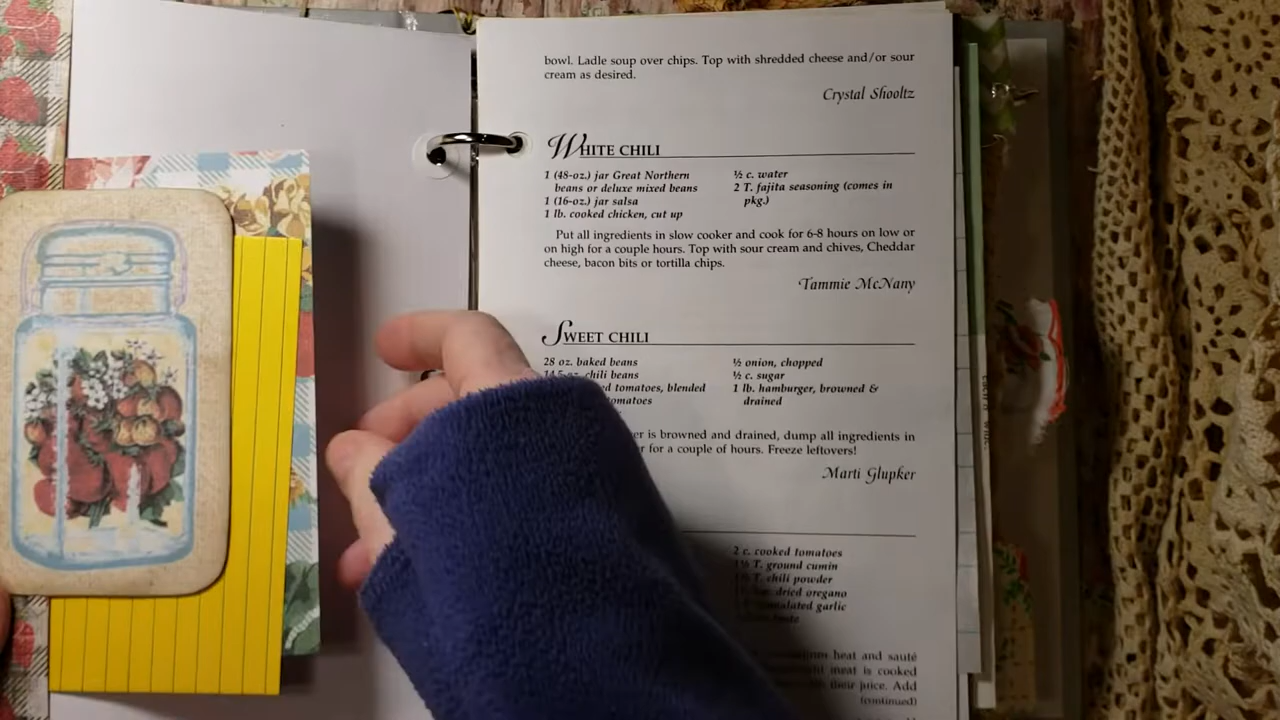 bowl. Ladle soup over chips. Top with shredded cheese and/or sour
cream as desired.
Crystal Shooltz
WHITE CHILI
1 (48-oz.) jar Great Northern
beans or deluxe mixed beans
1 (16-oz.) jar salsa
1 lb. cooked chicken, cut up
½ c. water
2 T. fajita seasoning (comes in
pkg.)
Put all ingredients in slow cooker and cook for 6-8 hours on low or
on high for a couple hours. Top with sour cream and chives, Cheddar
cheese, bacon bits or tortilla chips.
Tammie McNany
SWEET CHILI
28 oz. baked beans
chili beans
tomatoes, blended
tomatoes
½ onion, chopped
½ c. sugar
1 lb. hamburger, browned &
drained
is browned and drained, dump all ingredients in
for a couple of hours. Freeze leftovers!
Marti Glupker
2 c. cooked tomatoes
T. ground cumin
T. chili powder
dried oregano
granulated garlic
heat and sauté
meat is cooked
their price. Add
(continued)